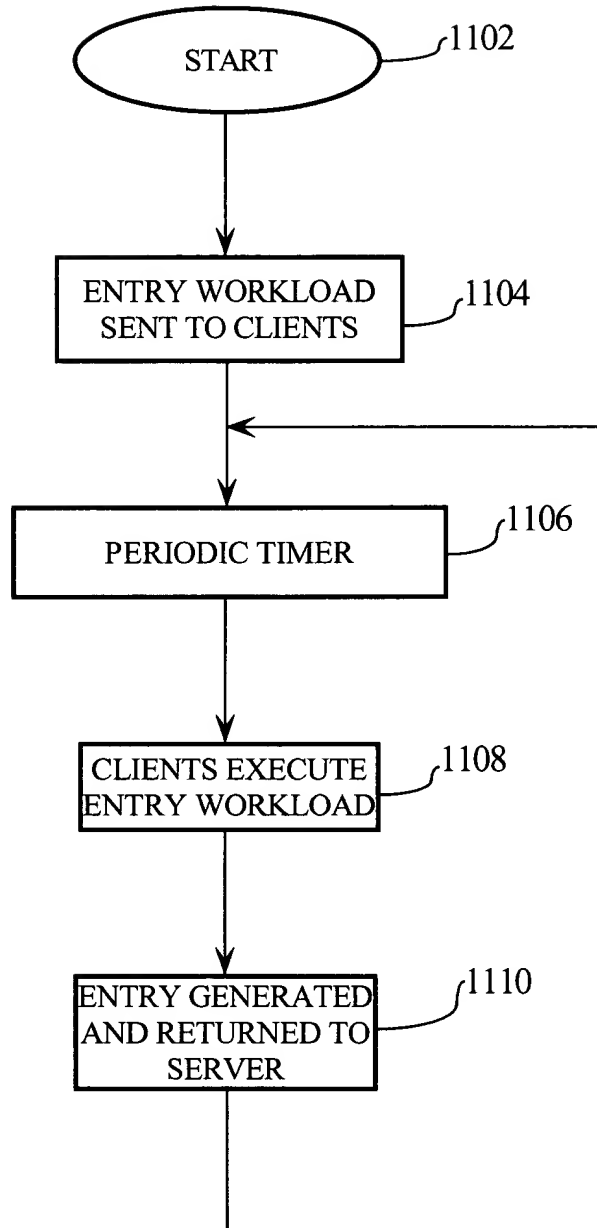 START
1102
ENTRY WORKLOAD
SENT TO CLIENTS
1104
PERIODIC TIMER
1106
CLIENTS EXECUTE
ENTRY WORKLOAD
1108
ENTRY GENERATED
AND RETURNED TO
SERVER
1110